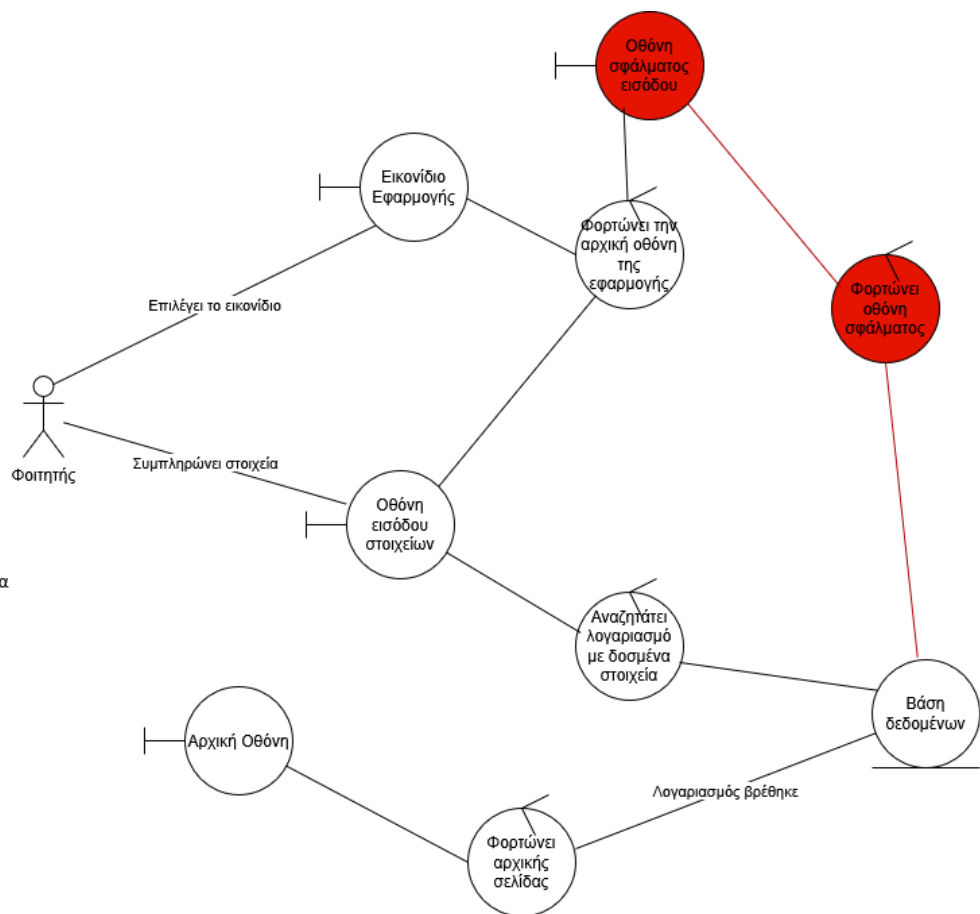 Οθόνη
σφάλματος
εισόδου
Εικονίδιο
Εφαρμογής
Φορτώνει την
αρχική οθόνη
της
εφαρμογής
Επιλέγει το εικονίδιο
Φορτώνει
οθόνη
σφάλματος
Φοιτητής
Συμπληρώνει στοιχεία
Οθόνη
εισόδου
στοιχείων
α
Αναζητάτει
λογαριασμό
με δοσμένα
στοιχεία
Βάση
δεδομένων
Αρχική Οθόνη
Λογαριασμός βρέθηκε
Φορτώνει
αρχικής
σελίδας